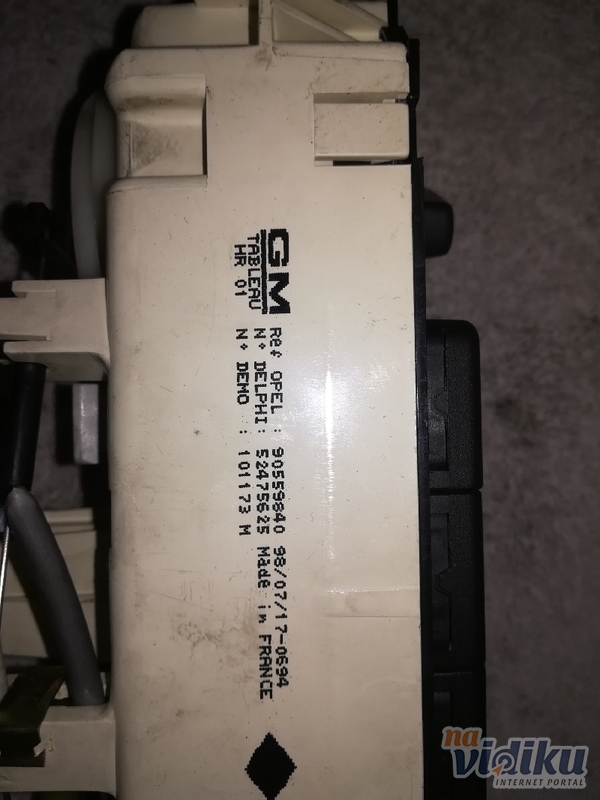 GM
TABLEAU
HR 01
Ref OPEL : 90559840 98/07/17-0694
N° DELPHI: 52475625 Made in FRANCE
N° DEMO : 101173 M
na
vidiku
INTERNET PORTAL